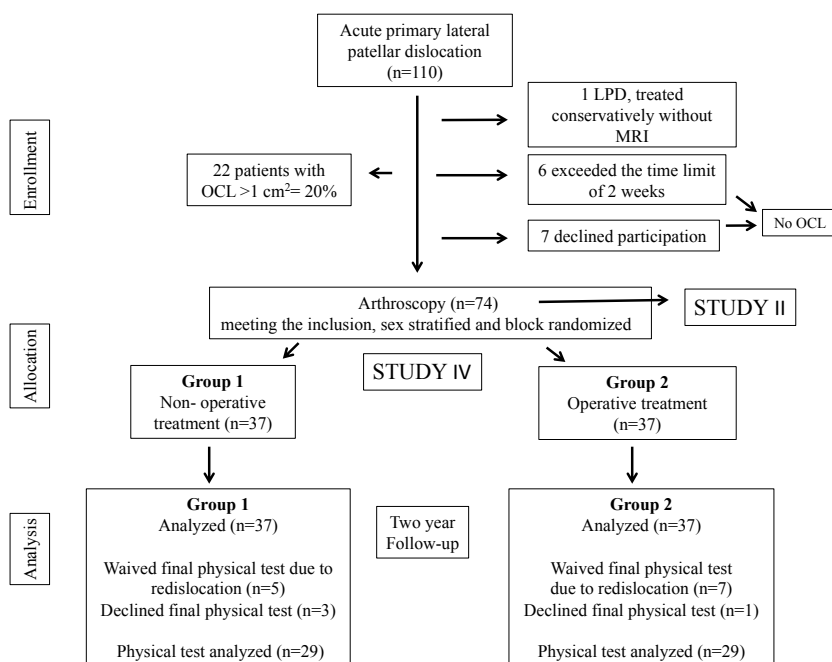 Acute primary lateral
patellar dislocation
(n=110)
1 LPD, treated
conservatively without
MRI
Enrollment
22 patients with
OCL >1 cm²= 20%
6 exceeded the time limit
of 2 weeks
No OCL
7 declined participation
Arthroscopy (n=74)
meeting the inclusion, sex stratified and block randomized
STUDY II
Allocation
STUDY IV
Group 1
Non- operative
treatment (n=37)
Group 2
Operative treatment
(n=37)
Analysis
Group 1
Analyzed (n=37)
Waived final physical test due to
redislocation (n=5)
Declined final physical test (n=3)
Physical test analyzed (n=29)
Two year
Follow-up
Group 2
Analyzed (n=37)
Waived final physical test
due to redislocation (n=7)
Declined final physical test (n=1)
Physical test analyzed (n=29)